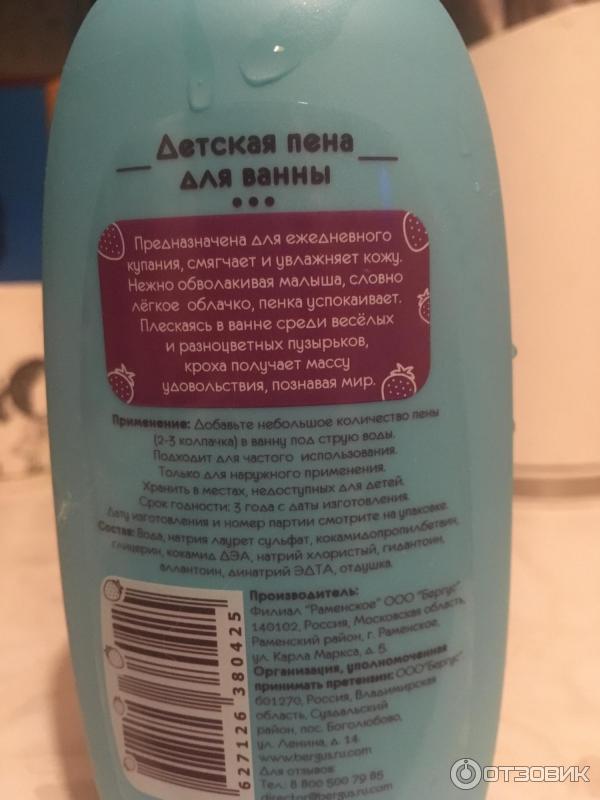 Детская пена
для ванны
Предназначена для ежедневного
купания, смягчает и увлажняет кожу.
Нежно обволакивая малыша, словно
лёгкое облачко, пенка успокаивает.
Плескаясь в ванне среди весёлых
и разноцветных пузырьков,
кроха получает массу
удовольствия, познавая мир.
Применение: Добавьте небольшое количество пены
(2-3 колпачка) в ванну под струю воды.
Подходит для частого использования.
Только для наружного применения.
Хранить в местах, недоступных для детей.
Срок годности: 3 года с даты изготовления.
Дату изготовления и номер партии смотрите на упаковке.
Состав: Вода, натрия лаурет сульфат, кокамидопропилбетаин,
глицерин, кокамид ДЭА, натрий хлористый, гидантоин,
аллантоин, динатрий ЭДТА, отдушка.
Производитель:
Филиал "Раменское" ООО "Бергус"
140102, Россия, Московская область,
Раменский район, г. Раменское,
ул. Карла Маркса, д. 5.
Организация, уполномоченная
принимать претензии: ООО"Бергус"
601270, Россия, Владимирская
область, Суздальский
район, пос. Боголюбово,
ул. Ленина, д. 14.
www.bergus.ru.com
Для отзывов
Тел.: 8 800 500 79 85
director@bergus.ru.com
627126 380425
ОТЗОВИК